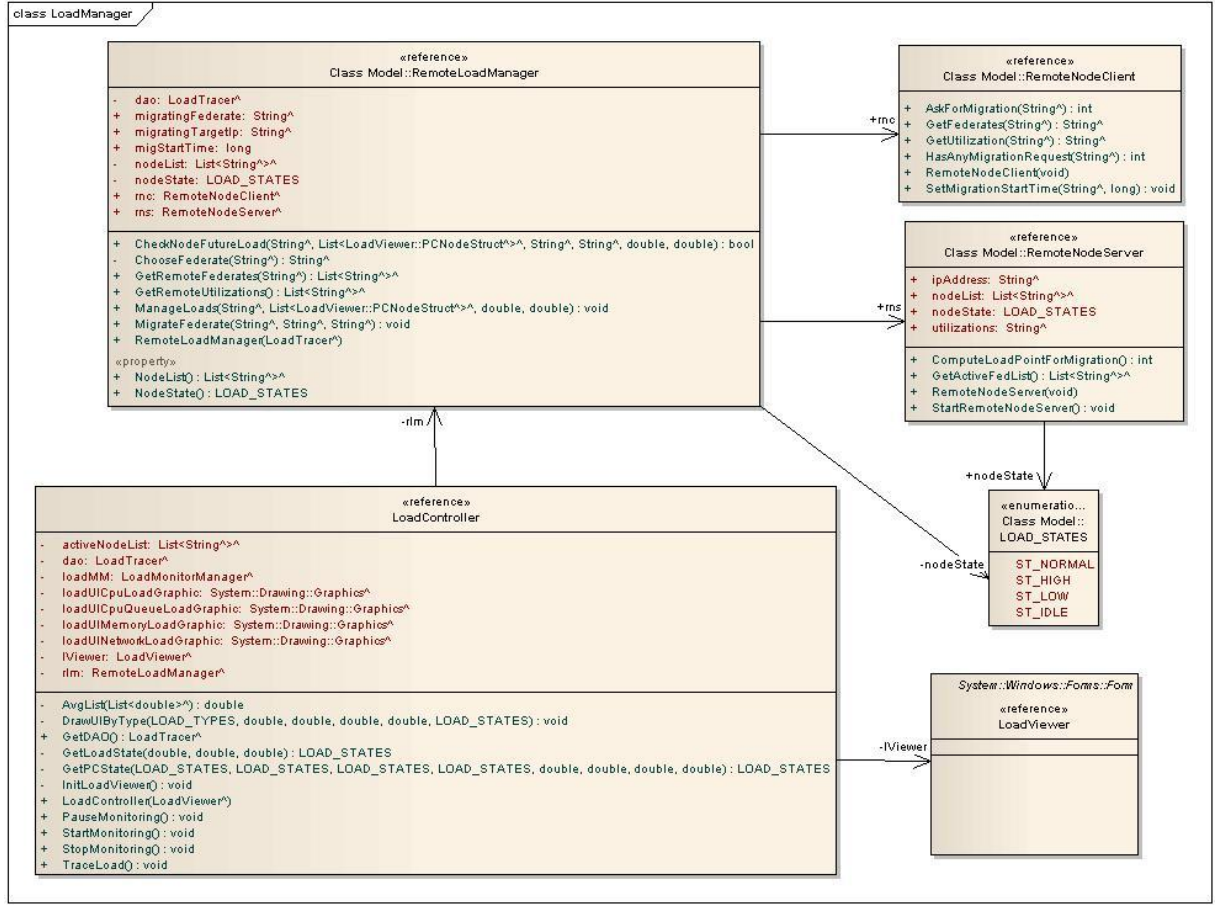 class LoadManager
«reference»
Class Model::RemoteLoadManager
- dao: LoadTracer^
+ migratingFederate: String^
+ migratingTargetIp: String^
+ migStartTime: long
- nodeList: List<String^>^
- nodeState: LOAD_STATES
+ rnc: RemoteNodeClient^
+ rns: RemoteNodeServer^
+ CheckNodeFutureLoad(String^, List<LoadViewer::PCNodeStruct^>^, String^, String^, double, double) : bool
- ChooseFederate(String^) : String^
+ GetRemoteFederates(String^) : List<String^>^
+ GetRemoteUtilizations() : List<String^>^
+ ManageLoads(String^, List<LoadViewer::PCNodeStruct^>^, double, double) : void
+ MigrateFederate(String^, String^, String^) : void
+ RemoteLoadManager(LoadTracer^)
«property»
+ NodeList() : List<String^>^
+ NodeState() : LOAD_STATES
+rnc
«reference»
Class Model::RemoteNodeClient
+ AskForMigration(String^) : int
+ GetFederates(String^) : String^
+ GetUtilization(String^) : String^
+ HasAnyMigrationRequest(String^) : int
+ RemoteNodeClient(void)
+ SetMigrationStartTime(String^, long) : void
+rns
«reference»
Class Model::RemoteNodeServer
+ ipAddress: String^
+ nodeList: List<String^>^
+ nodeState: LOAD_STATES
+ utilizations: String^
+ ComputeLoadPointForMigration() : int
+ GetActiveFedList() : List<String^>^
+ RemoteNodeServer(void)
+ StartRemoteNodeServer() : void
-rlm
+nodeState
-nodeState
«enumeratio...
Class Model::
LOAD_STATES
ST_NORMAL
ST_HIGH
ST_LOW
ST_IDLE
«reference»
LoadController
- activeNodeList: List<String^>^
- dao: LoadTracer^
- loadMM: LoadMonitorManager^
- loadUICpuLoadGraphic: System::Drawing::Graphics^
- loadUICpuQueueLoadGraphic: System::Drawing::Graphics^
- loadUIMemoryLoadGraphic: System::Drawing::Graphics^
- loadUINetworkLoadGraphic: System::Drawing::Graphics^
- lViewer: LoadViewer^
- rlm: RemoteLoadManager^
- AvgList(List<double>^) : double
- DrawUIByType(LOAD_TYPES, double, double, double, double, LOAD_STATES) : void
+ GetDAO() : LoadTracer^
- GetLoadState(double, double, double) : LOAD_STATES
- GetPCState(LOAD_STATES, LOAD_STATES, LOAD_STATES, LOAD_STATES, double, double, double, double) : LOAD_STATES
- InitLoadViewer() : void
+ LoadController(LoadViewer^)
+ PauseMonitoring() : void
+ StartMonitoring() : void
+ StopMonitoring() : void
+ TraceLoad() : void
-lViewer
System::Windows::Forms::Form
«reference»
LoadViewer